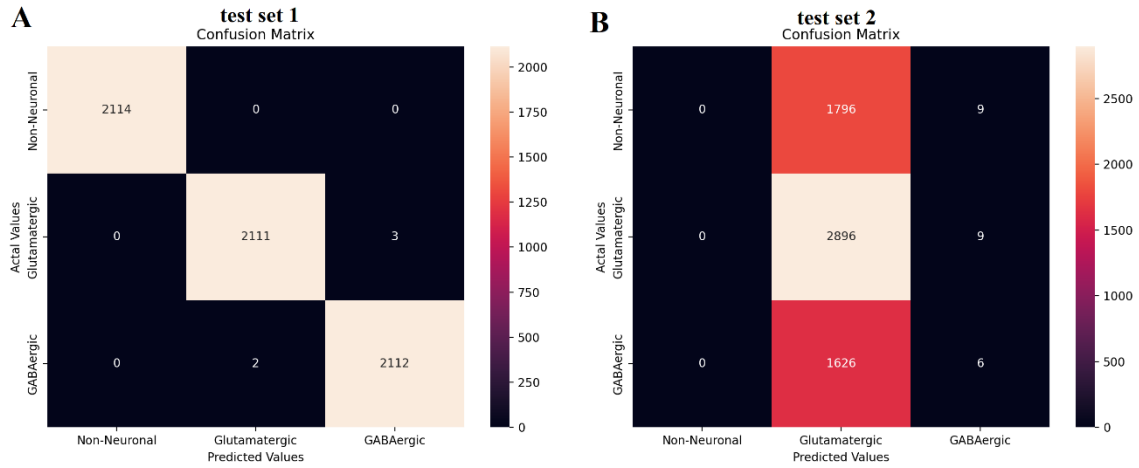 A
test set 1
Confusion Matrix
Actal Values
Non-Neuronal
Glutamatergic
GABAergic
2114 0 0
0 2111 3
0 2 2112
Non-Neuronal Glutamatergic GABAergic
Predicted Values
2000
1750
1500
1250
1000
750
500
250
0
B
test set 2
Confusion Matrix
Actal Values
Non-Neuronal
Glutamatergic
GABAergic
0 1796 9
0 2896 9
0 1626 6
Non-Neuronal Glutamatergic GABAergic
Predicted Values
2500
2000
1500
1000
500
0